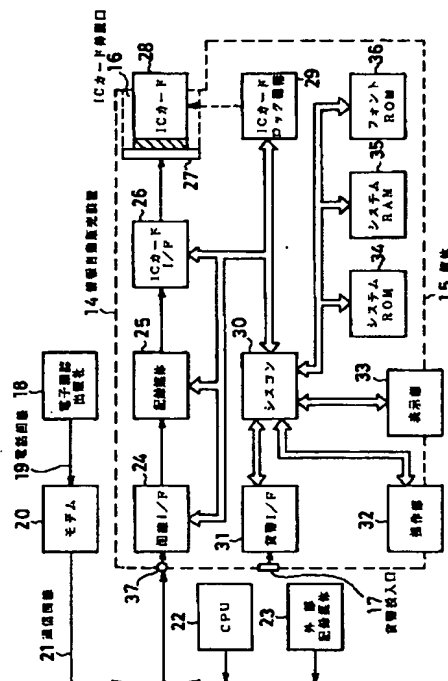 ICカード挿脱口
16
28
ICカード
27
14 情報自動販売装置
26
ICカード
I/F
29
ICカード
ロック機構
36
フォント
ROM
35
システム
RAM
34
システム
ROM
15 筐体
25
記録媒体
30
シスコン
33
表示部
24
回線I/F
31
貨幣I/F
32
操作部
37
17
貨幣投入口
18
電子雑誌
出版社
19 電話回線
20
モデム
21 通信回線
22
CPU
23
外部
記録媒体